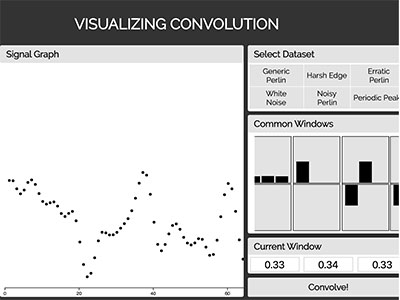 VISUALIZING CONVOLUTION
Signal Graph
0
20
40
60
Select Dataset
Generic Perlin
Harsh Edge
Erratic Perlin
White Noise
Noisy Perlin
Periodic Peak
Common Windows
Current Window
0.33
0.34
0.33
Convolve!